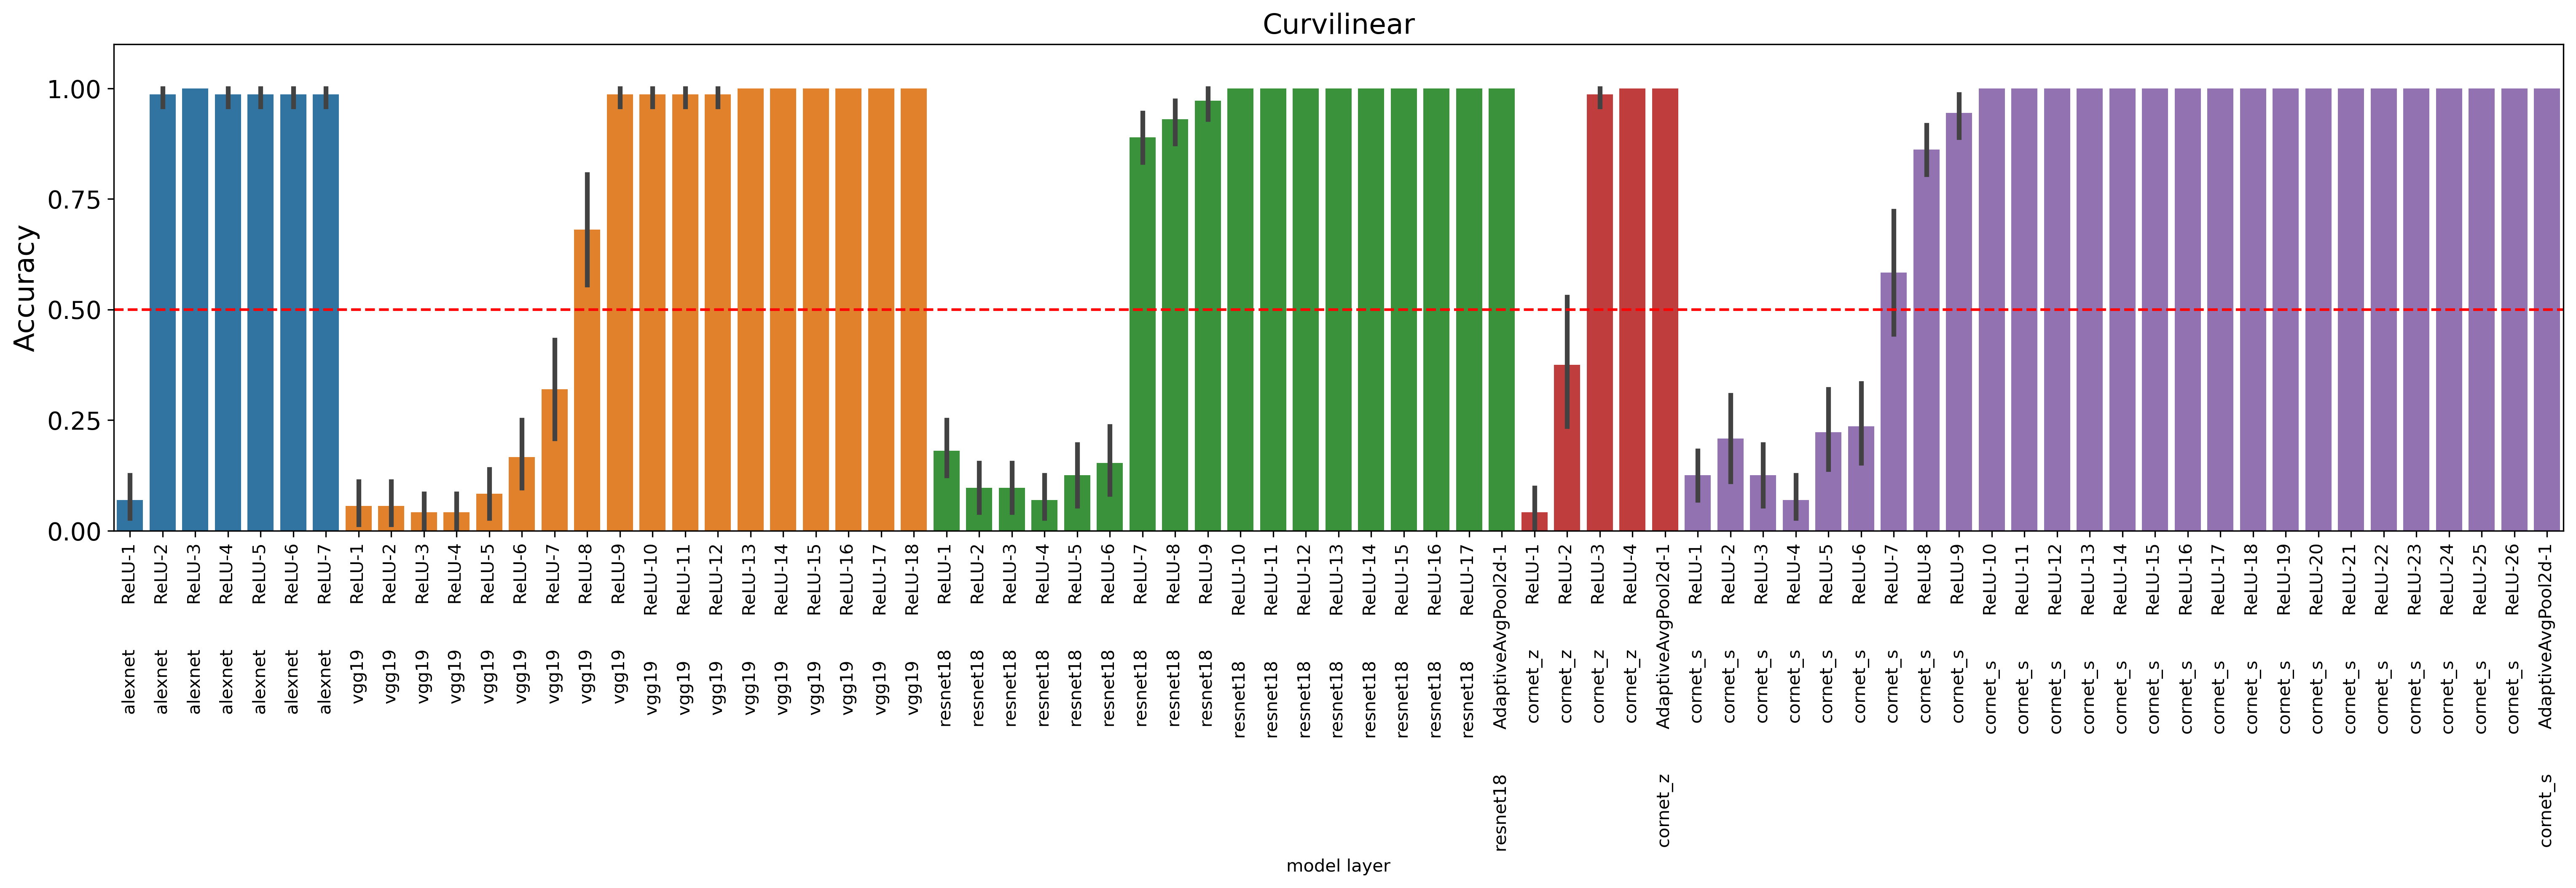 Curvilinear
Accuracy
1.00
0.75
0.50
0.25
0.00
ReLU-1 alexnet
ReLU-2 alexnet
ReLU-3 alexnet
ReLU-4 alexnet
ReLU-5 alexnet
ReLU-6 alexnet
ReLU-7 alexnet
ReLU-1 vgg19
ReLU-2 vgg19
ReLU-3 vgg19
ReLU-4 vgg19
ReLU-5 vgg19
ReLU-6 vgg19
ReLU-7 vgg19
ReLU-8 vgg19
ReLU-9 vgg19
ReLU-10 vgg19
ReLU-11 vgg19
ReLU-12 vgg19
ReLU-13 vgg19
ReLU-14 vgg19
ReLU-15 vgg19
ReLU-16 vgg19
ReLU-17 vgg19
ReLU-18 vgg19
ReLU-1 resnet18
ReLU-2 resnet18
ReLU-3 resnet18
ReLU-4 resnet18
ReLU-5 resnet18
ReLU-6 resnet18
ReLU-7 resnet18
ReLU-8 resnet18
ReLU-9 resnet18
ReLU-10 resnet18
ReLU-11 resnet18
ReLU-12 resnet18
ReLU-13 resnet18
ReLU-14 resnet18
ReLU-15 resnet18
ReLU-16 resnet18
ReLU-17 resnet18
AdaptiveAvgPool2d-1 resnet18
ReLU-1 cornet_z
ReLU-2 cornet_z
ReLU-3 cornet_z
ReLU-4 cornet_z
AdaptiveAvgPool2d-1 cornet_z
ReLU-1 cornet_s
ReLU-2 cornet_s
ReLU-3 cornet_s
ReLU-4 cornet_s
ReLU-5 cornet_s
ReLU-6 cornet_s
ReLU-7 cornet_s
ReLU-8 cornet_s
ReLU-9 cornet_s
ReLU-10 cornet_s
ReLU-11 cornet_s
ReLU-12 cornet_s
ReLU-13 cornet_s
ReLU-14 cornet_s
ReLU-15 cornet_s
ReLU-16 cornet_s
ReLU-17 cornet_s
ReLU-18 cornet_s
ReLU-19 cornet_s
ReLU-20 cornet_s
ReLU-21 cornet_s
ReLU-22 cornet_s
ReLU-23 cornet_s
ReLU-24 cornet_s
ReLU-25 cornet_s
ReLU-26 cornet_s
AdaptiveAvgPool2d-1 cornet_s
model layer